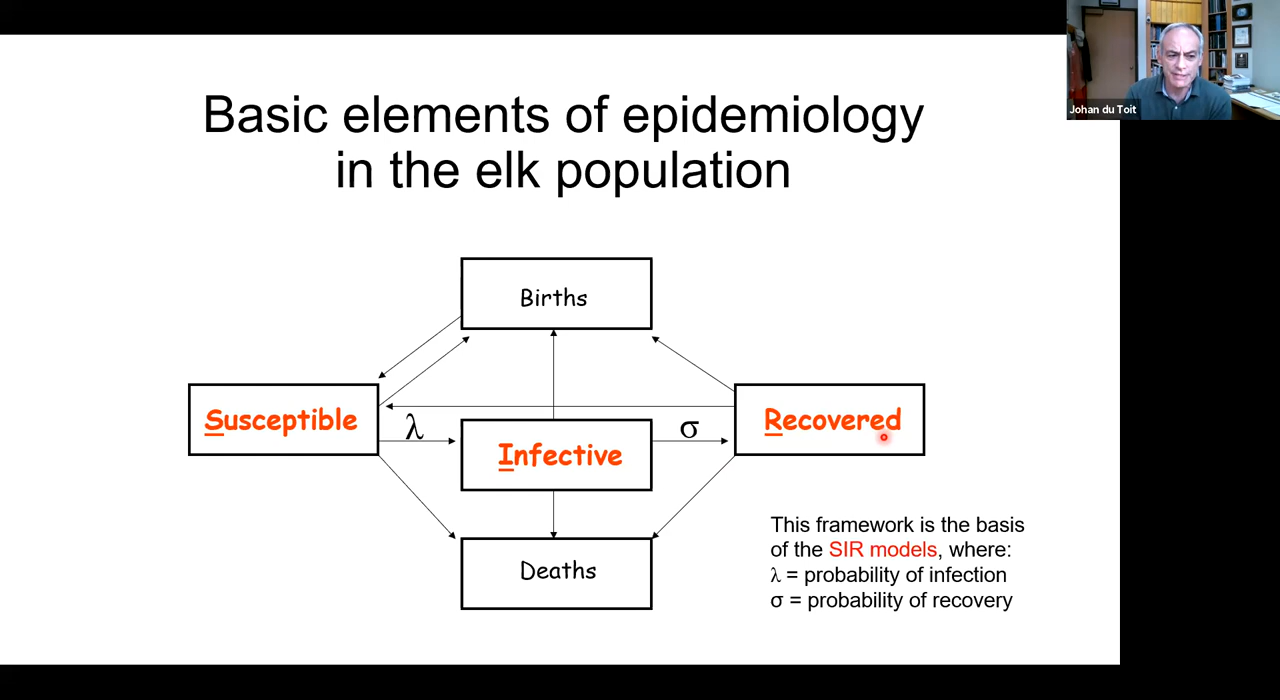 Johan du Toit
Basic elements of epidemiology
in the elk population
Births
Susceptible
λ
Infective
σ
Recovered
Deaths
This framework is the basis
of the SIR models, where:
λ = probability of infection
σ = probability of recovery